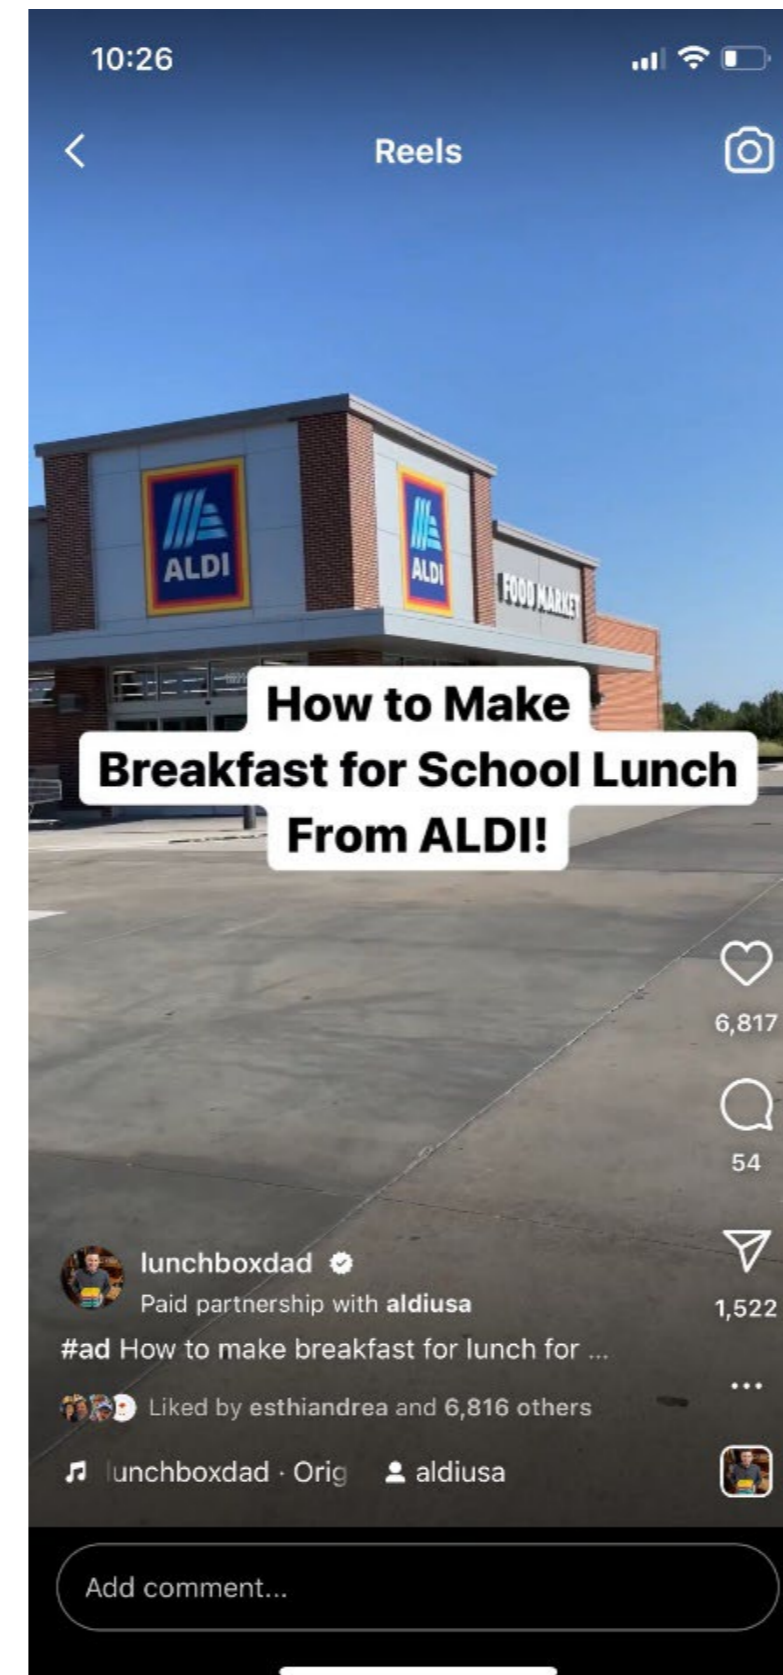 10:26
Reels
ALDI
ALDI
FOOD MARKET
How to Make
Breakfast for School Lunch
From ALDI!
6,817
54
lunchboxdad
Paid partnership with aldiusa
1,522
#ad How to make breakfast for lunch for ...
Liked by esthiandrea and 6,816 others
lunchboxdad · Orig
aldiusa
Add comment...